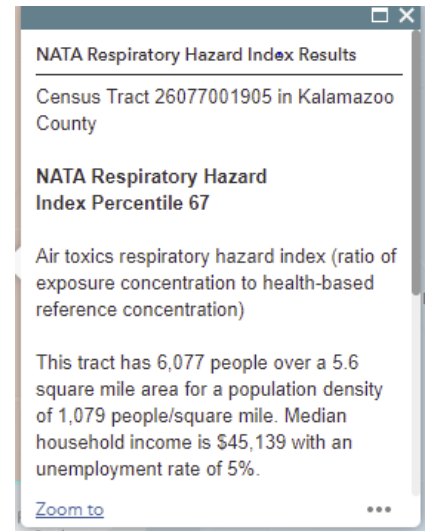 NATA Respiratory Hazard Index Results
Census Tract 26077001905 in Kalamazoo
County
NATA Respiratory Hazard
Index Percentile 67
Air toxics respiratory hazard index (ratio of
exposure concentration to health-based
reference concentration)
This tract has 6,077 people over a 5.6
square mile area for a population density
of 1,079 people/square mile. Median
household income is $45,139 with an
unemployment rate of 5%.
Zoom to